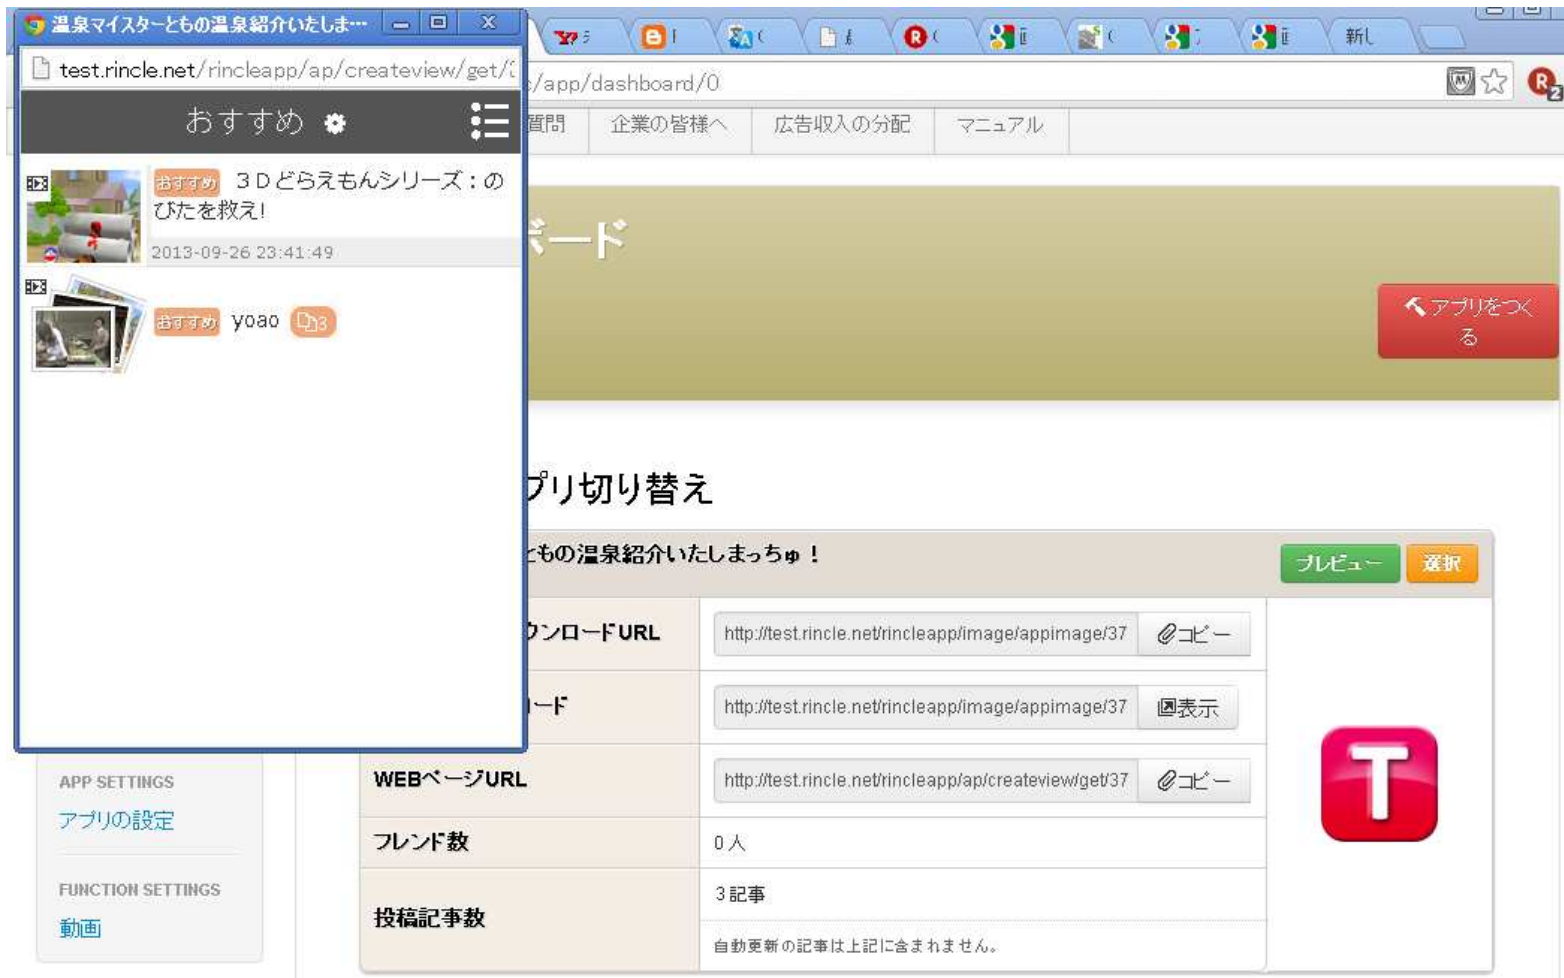 温泉マイスターともの温泉紹介いたしま…
test.rincle.net/rincleapp/ap/createview/get/
おすすめ
おすすめ 3Dどらえもんシリーズ:の
びたを救え!
2013-09-26 23:41:49
おすすめ yoao 3
新し
/app/dashboard/0
質問 企業の皆様へ 広告収入の分配 マニュアル
ボード
アプリをつく
る
プリ切り替え
ともの温泉紹介いたしまっちゅ!
プレビュー 選択
ウンロードURL http://test.rincle.net/rincleapp/image/appimage/37 コピー
ード http://test.rincle.net/rincleapp/image/appimage/37 表示
T
WEBページURL http://test.rincle.net/rincleapp/ap/createview/get/37 コピー
フレンド数 0人
投稿記事数 3記事
自動更新の記事は上記に含まれません。
APP SETTINGS
アプリの設定
FUNCTION SETTINGS
動画